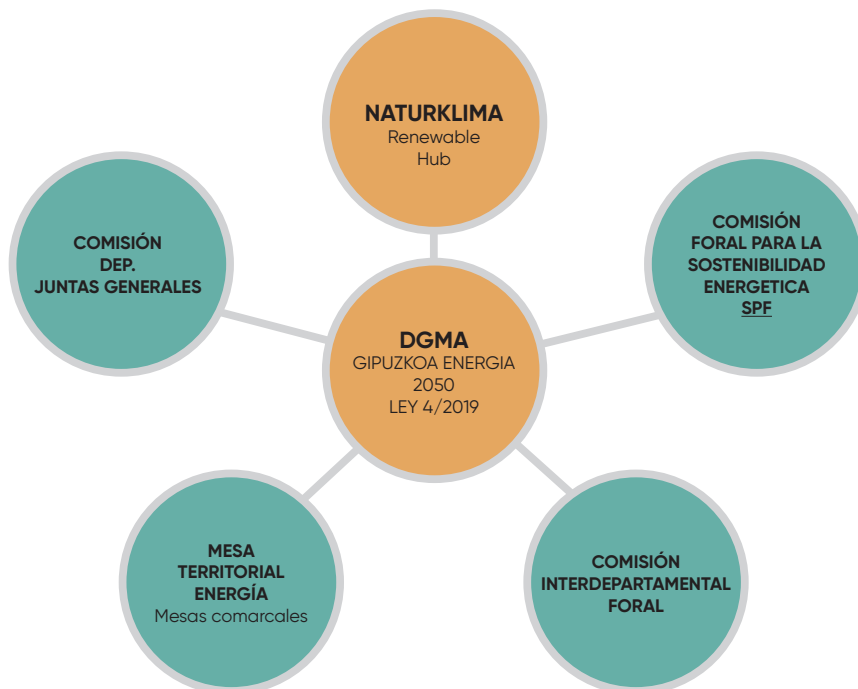 NATURKLIMA
Renewable
Hub
COMISIÓN
DEP.
JUNTAS GENERALES
COMISIÓN
FORAL PARA LA
SOSTENIBILIDAD
ENERGETICA
SPF
DGMA
GIPUZKOA ENERGIA
2050
LEY 4/2019
MESA
TERRITORIAL
ENERGÍA
Mesas comarcales
COMISIÓN
INTERDEPARTAMENTAL
FORAL